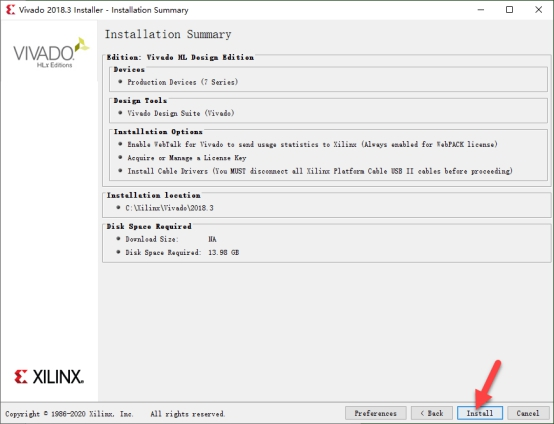 Vivado 2018.3 Installer - Installation Summary
VIVADO
HLx Editions
Installation Summary
Edition: Vivado HL Design Edition
Devices
Production Devices (7 Series)
Design Tools
Vivado Design Suite (Vivado)
Installation Options
Enable WebTalk for Vivado to send usage statistics to Xilinx (Always enabled for WebPACK license)
Acquire or Manage a License Key
Install Cable Drivers (You MUST disconnect all Xilinx Platform Cable USB II cables before proceeding)
Installation location
C:\Xilinx\Vivado\2018.3
Disk Space Required
Download Size: NA
Disk Space Required: 13.98 GB
XILINX
Copyright © 1986-2020 Xilinx, Inc. All rights reserved.
Preferences < Back Install Cancel